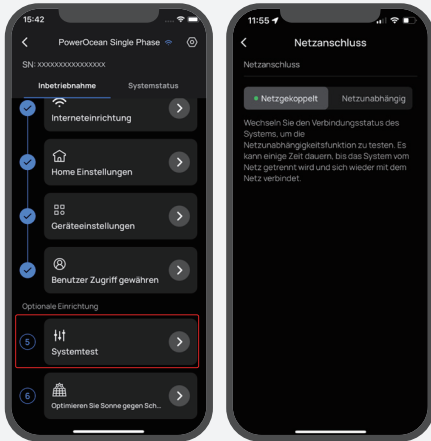 15:42
PowerOcean Single Phase
SN: xxxxxxxxxxxxxxxx
Inbetriebnahme
Systemstatus
Interneteinrichtung
Home Einstellungen
Geräteeinstellungen
Benutzer Zugriff gewähren
Optionale Einrichtung
5
Systemtest
6
Optimieren Sie Sonne gegen Sch...
11:55
Netzanschluss
Netzanschluss
Netzgekoppelt
Netzunabhängig
Wechseln Sie den Verbindungsstatus des
Systems, um die
Netzunabhängigkeitsfunktion zu testen. Es
kann einige Zeit dauern, bis das System vom
Netz getrennt wird und sich wieder mit dem
Netz verbindet.